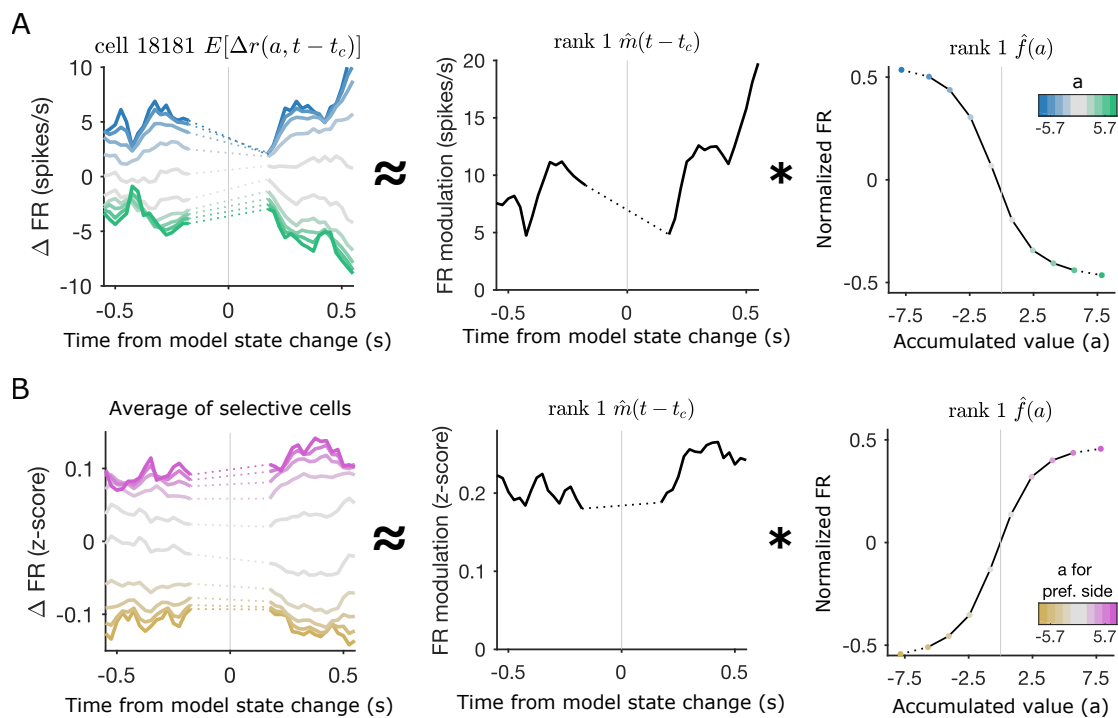 A
cell 18181 E[Δr(a, t − t_c)]
Δ FR (spikes/s)
10
5
0
-5
-10
-0.5
0
0.5
Time from model state change (s)
≈
rank 1 m̂(t − t_c)
FR modulation (spikes/s)
20
15
10
5
0
-0.5
0
0.5
Time from model state change (s)
*
rank 1 f̂(a)
Normalized FR
0.5
0
-0.5
-7.5
-2.5
2.5
7.5
Accumulated value (a)
a
-5.7
5.7
B
Average of selective cells
Δ FR (z-score)
0.1
0
-0.1
-0.5
0
0.5
Time from model state change (s)
≈
rank 1 m̂(t − t_c)
FR modulation (z-score)
0.2
0.1
0
-0.5
0
0.5
Time from model state change (s)
*
rank 1 f̂(a)
Normalized FR
0.5
0
-0.5
-7.5
-2.5
2.5
7.5
Accumulated value (a)
a for
pref. side
-5.7
5.7